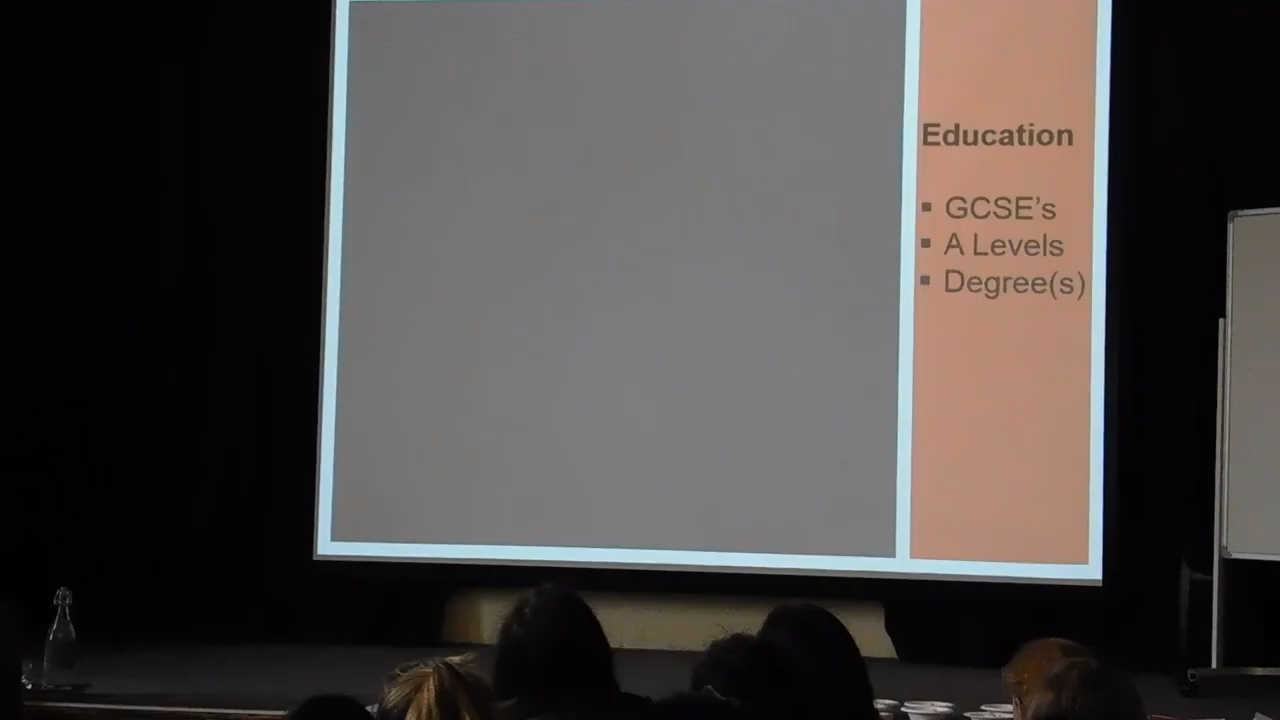 Education
▪ GCSE’s
▪ A Levels
▪ Degree(s)